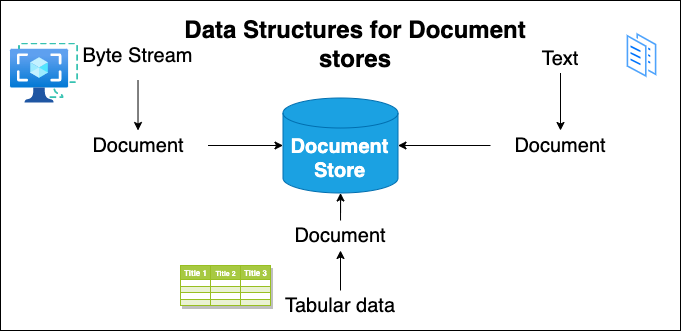 Data Structures for Document
stores
Byte Stream
Text
Document
Document
Store
Document
Document
Title 1 Title 2 Title 3
Tabular data